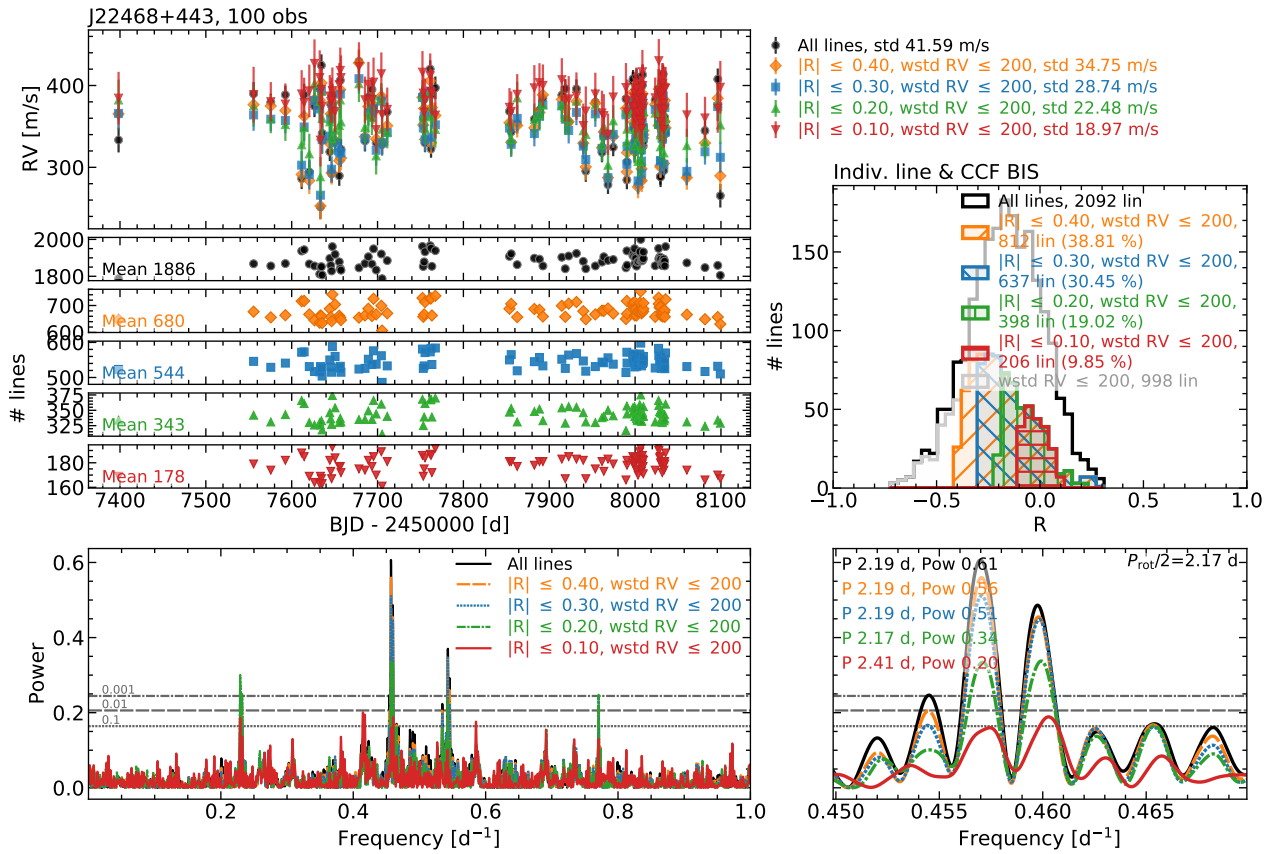 J22468+443, 100 obs
All lines, std 41.59 m/s
|R| ≤ 0.40, wstd RV ≤ 200, std 34.75 m/s
|R| ≤ 0.30, wstd RV ≤ 200, std 28.74 m/s
|R| ≤ 0.20, wstd RV ≤ 200, std 22.48 m/s
|R| ≤ 0.10, wstd RV ≤ 200, std 18.97 m/s
RV [m/s]
400
300
# lines
2000
1800
Mean 1886
700
600
Mean 680
600
500
Mean 544
375
350
325
Mean 343
180
160
Mean 178
7400 7500 7600 7700 7800 7900 8000 8100
BJD - 2450000 [d]
Indiv. line & CCF BIS
All lines, 2092 lin
|R| ≤ 0.40, wstd RV ≤ 200,
812 lin (38.81 %)
|R| ≤ 0.30, wstd RV ≤ 200,
637 lin (30.45 %)
|R| ≤ 0.20, wstd RV ≤ 200,
398 lin (19.02 %)
|R| ≤ 0.10, wstd RV ≤ 200,
206 lin (9.85 %)
wstd RV ≤ 200, 998 lin
# lines
150
100
50
0
−1.0 −0.5 0.0 0.5 1.0
R
Power
0.6
0.4
0.2
0.0
All lines
|R| ≤ 0.40, wstd RV ≤ 200
|R| ≤ 0.30, wstd RV ≤ 200
|R| ≤ 0.20, wstd RV ≤ 200
|R| ≤ 0.10, wstd RV ≤ 200
0.001
0.01
0.1
0.2 0.4 0.6 0.8 1.0
Frequency [d⁻¹]
P 2.19 d, Pow 0.61
P 2.19 d, Pow 0.56
P 2.19 d, Pow 0.51
P 2.17 d, Pow 0.34
P 2.41 d, Pow 0.20
P_rot/2=2.17 d
0.450 0.455 0.460 0.465
Frequency [d⁻¹]